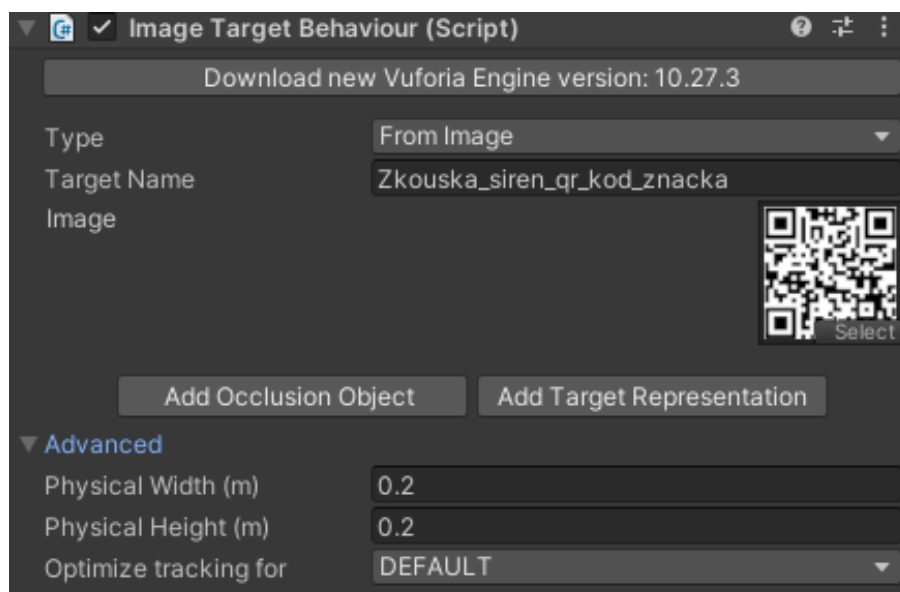 Image Target Behaviour (Script)
Download new Vuforia Engine version: 10.27.3
Type From Image
Target Name Zkouska_siren_qr_kod_znacka
Image
Select
Add Occlusion Object Add Target Representation
Advanced
Physical Width (m) 0.2
Physical Height (m) 0.2
Optimize tracking for DEFAULT